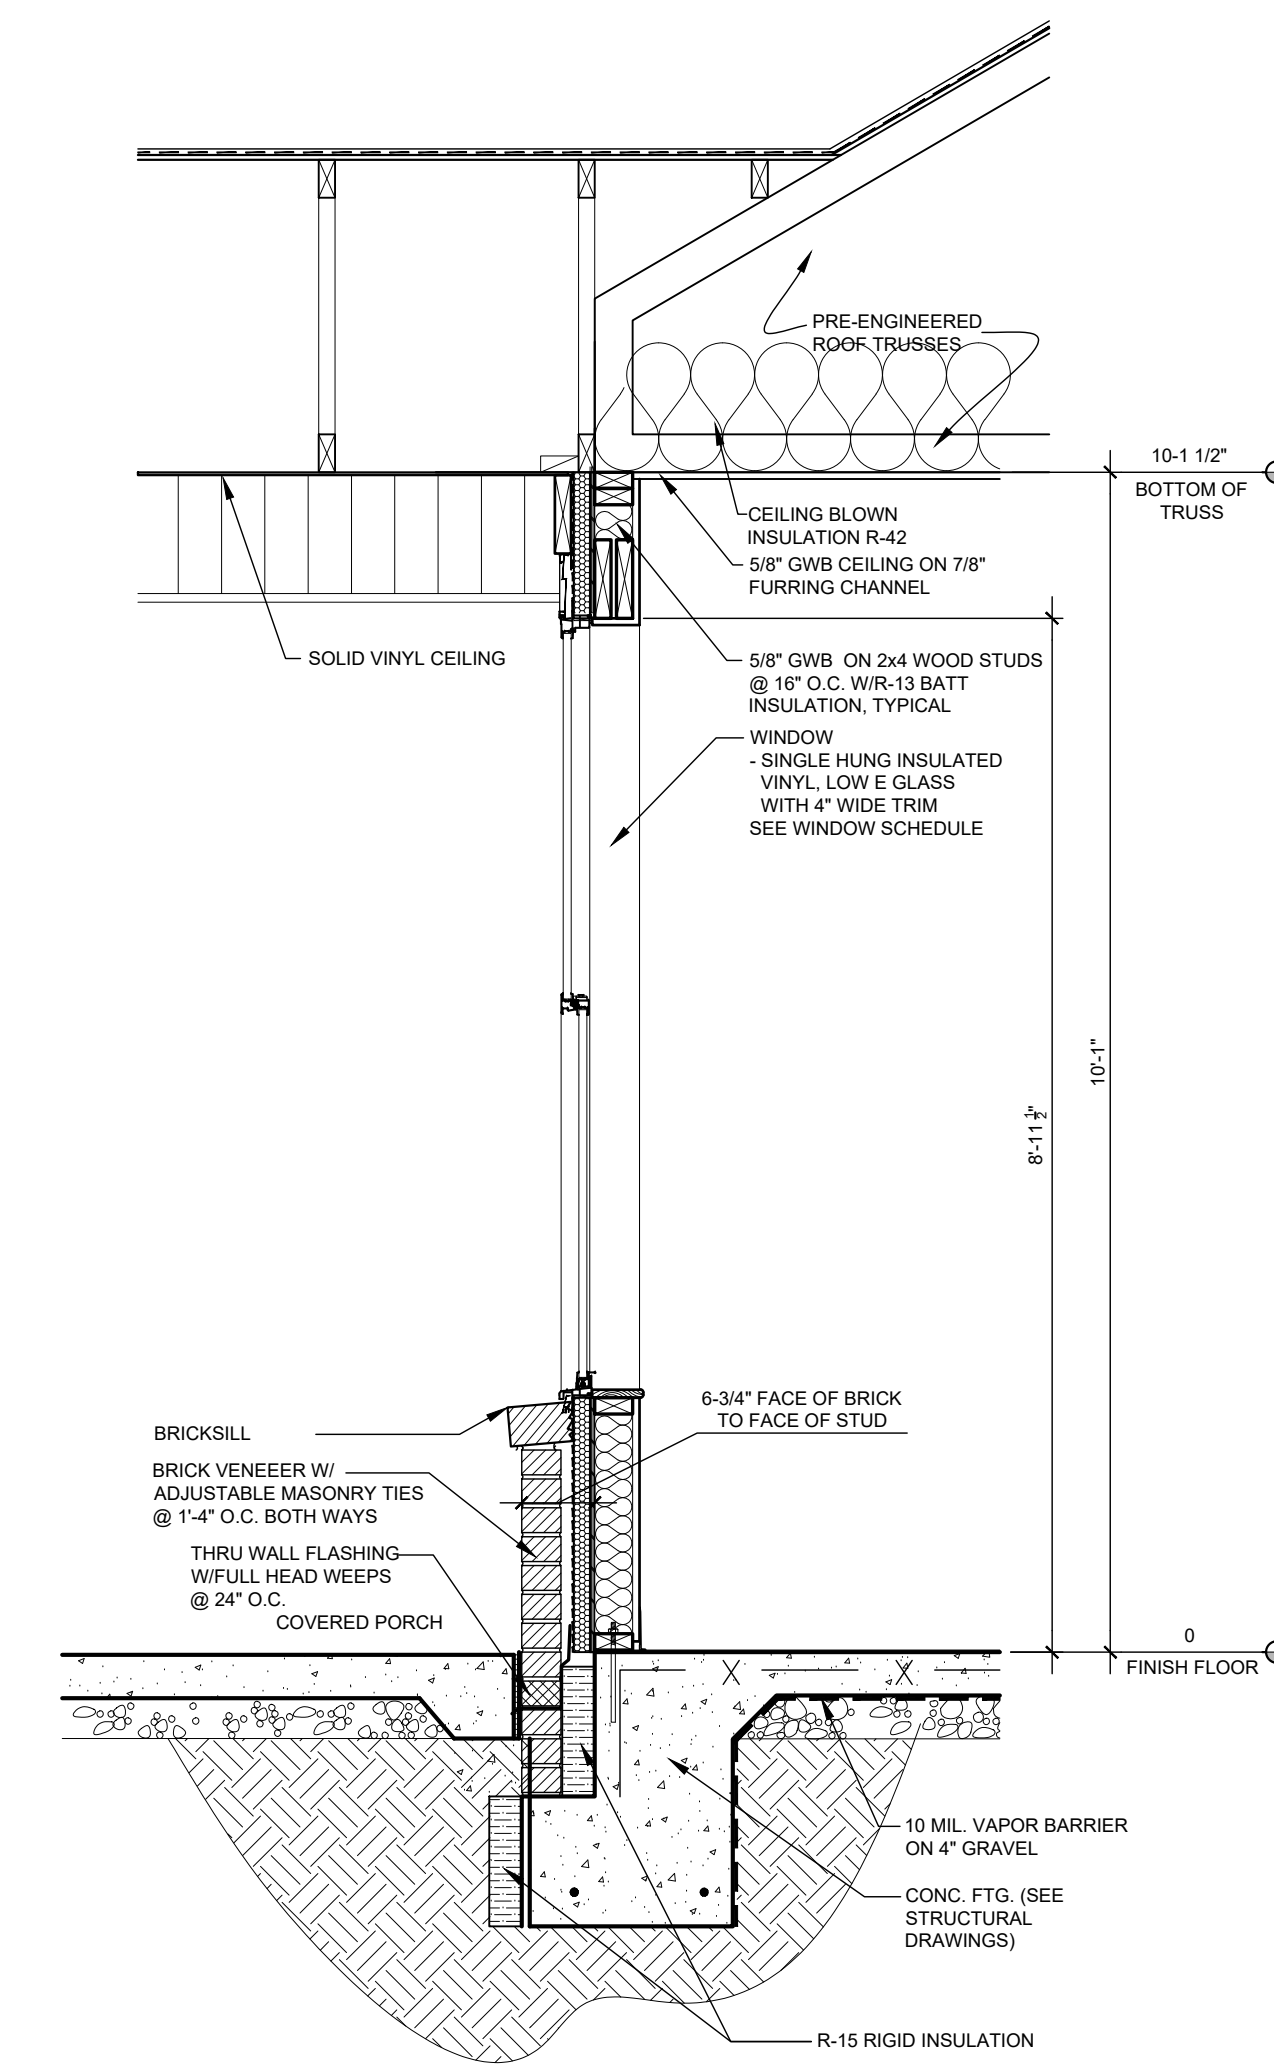 PRE-ENGINEERED
ROOF TRUSSES
10-1 1/2"
BOTTOM OF
TRUSS
CEILING BLOWN
INSULATION R-42
5/8" GWB CEILING ON 7/8"
FURRING CHANNEL
SOLID VINYL CEILING
5/8" GWB ON 2x4 WOOD STUDS
@ 16" O.C. W/R-13 BATT
INSULATION, TYPICAL
WINDOW
- SINGLE HUNG INSULATED
VINYL, LOW E GLASS
WITH 4" WIDE TRIM
SEE WINDOW SCHEDULE
10'-1"
8'-11 1/2"
6-3/4" FACE OF BRICK
TO FACE OF STUD
BRICKSILL
BRICK VENEEER W/
ADJUSTABLE MASONRY TIES
@ 1'-4" O.C. BOTH WAYS
THRU WALL FLASHING
W/FULL HEAD WEEPS
@ 24" O.C.
COVERED PORCH
0
FINISH FLOOR
10 MIL. VAPOR BARRIER
ON 4" GRAVEL
CONC. FTG. (SEE
STRUCTURAL
DRAWINGS)
R-15 RIGID INSULATION